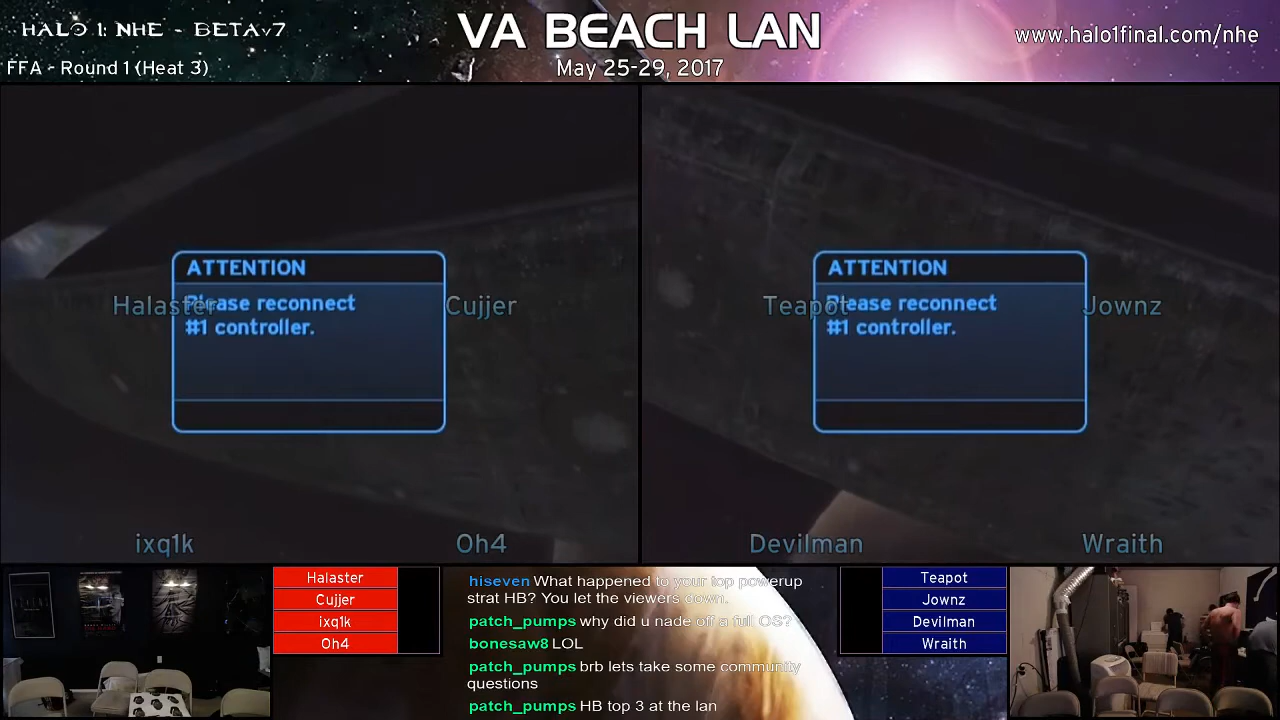 HALO 1: NHE - BETAv7
VA BEACH LAN
www.halo1final.com/nhe
FFA - Round 1 (Heat 3)
May 25-29, 2017
ATTENTION
Please reconnect
#1 controller.
Halaster
Cujjer
ixq1k
Oh4
ATTENTION
Please reconnect
#1 controller.
Teapot
Jownz
Devilman
Wraith
Halaster
Cujjer
ixq1k
Oh4
hiseven What happened to your top powerup
strat HB? You let the viewers down.
patch_pumps why did u nade off a full OS?
bonesaw8 LOL
patch_pumps brb lets take some community
questions
patch_pumps HB top 3 at the lan
Teapot
Jownz
Devilman
Wraith